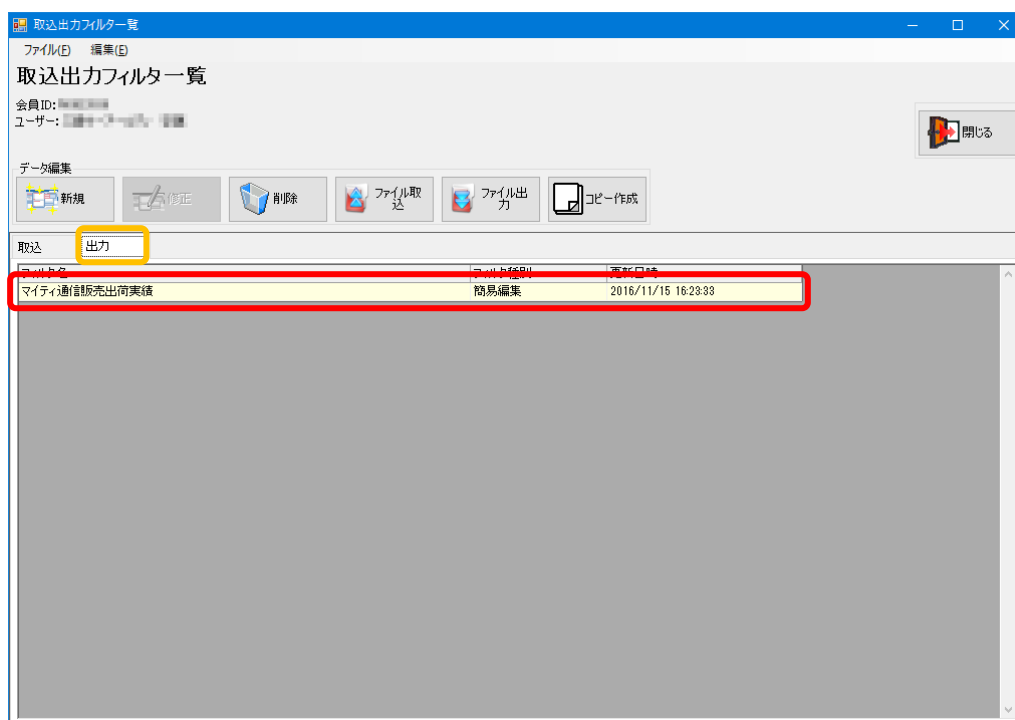 取込出力フィルター覧
ファイル(F) 編集(E)
取込出力フィルター覧
会員ID:
ユーザー:
閉じる
データ編集
新規 修正 削除 ファイル取込 ファイル出力 コピー作成
取込 出力
フィルタ名 フィルタ種別 更新日時
マイティ通信販売出荷実績 簡易編集 2016/11/15 16:23:33